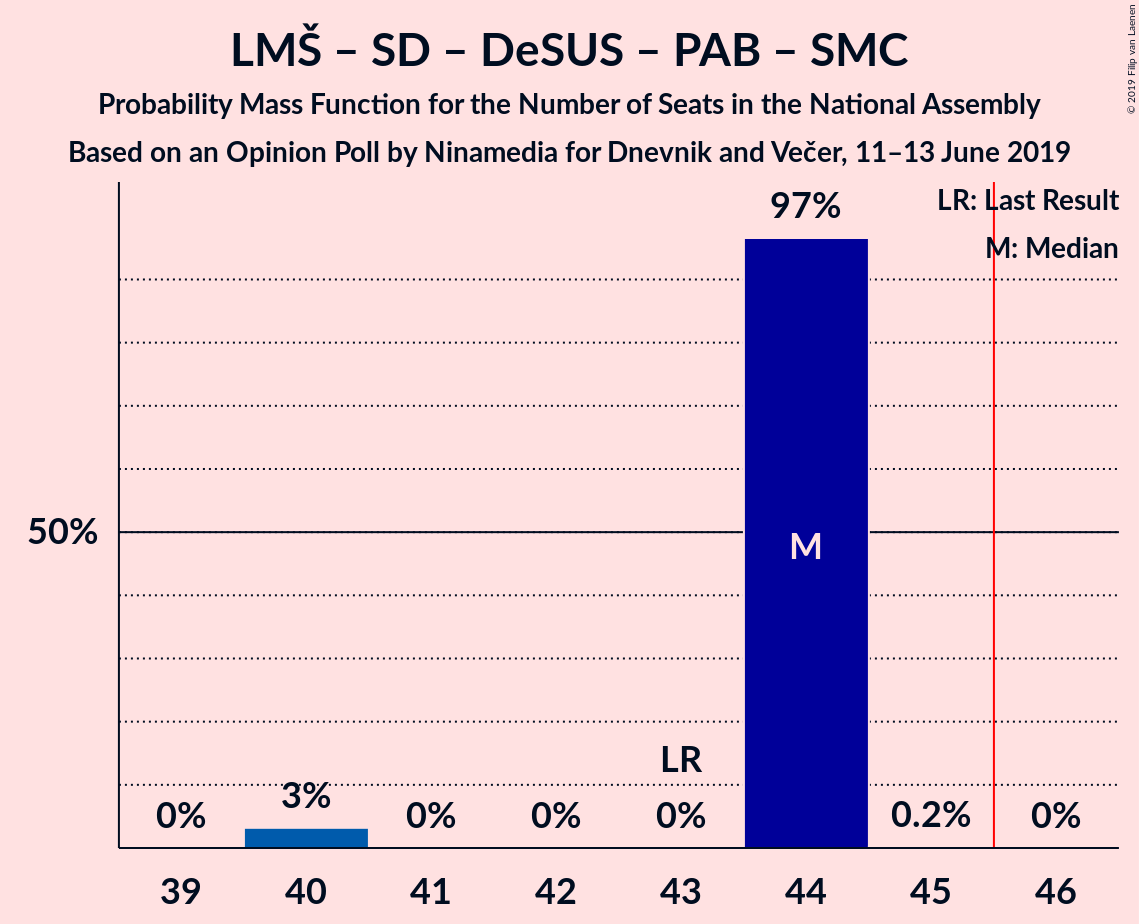 LMŠ – SD – DeSUS – PAB – SMC
Probability Mass Function for the Number of Seats in the National Assembly
Based on an Opinion Poll by Ninamedia for Dnevnik and Večer, 11–13 June 2019
© 2019 Filip van Laenen
LR: Last Result
M: Median
97%
50%
M
LR
0%
3%
0%
0%
0%
0.2%
0%
39
40
41
42
43
44
45
46